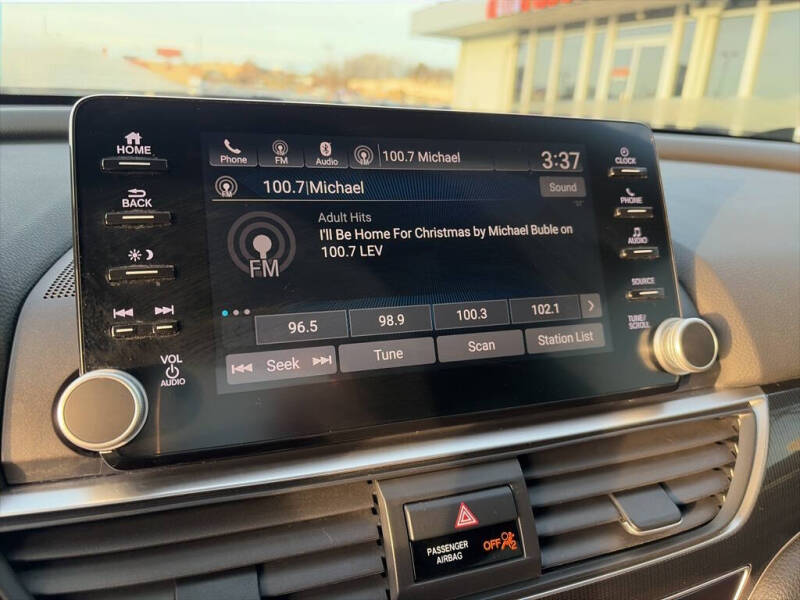 HOME
BACK
VOL
AUDIO
Phone
FM
Audio
100.7 Michael
3:37
100.7|Michael
Sound
Adult Hits
I'll Be Home For Christmas by Michael Buble on
100.7 LEV
FM
96.5
98.9
100.3
102.1
Seek
Tune
Scan
Station List
CLOCK
PHONE
AUDIO
SOURCE
TUNE/
SCROLL
PASSENGER
AIRBAG
OFF
2